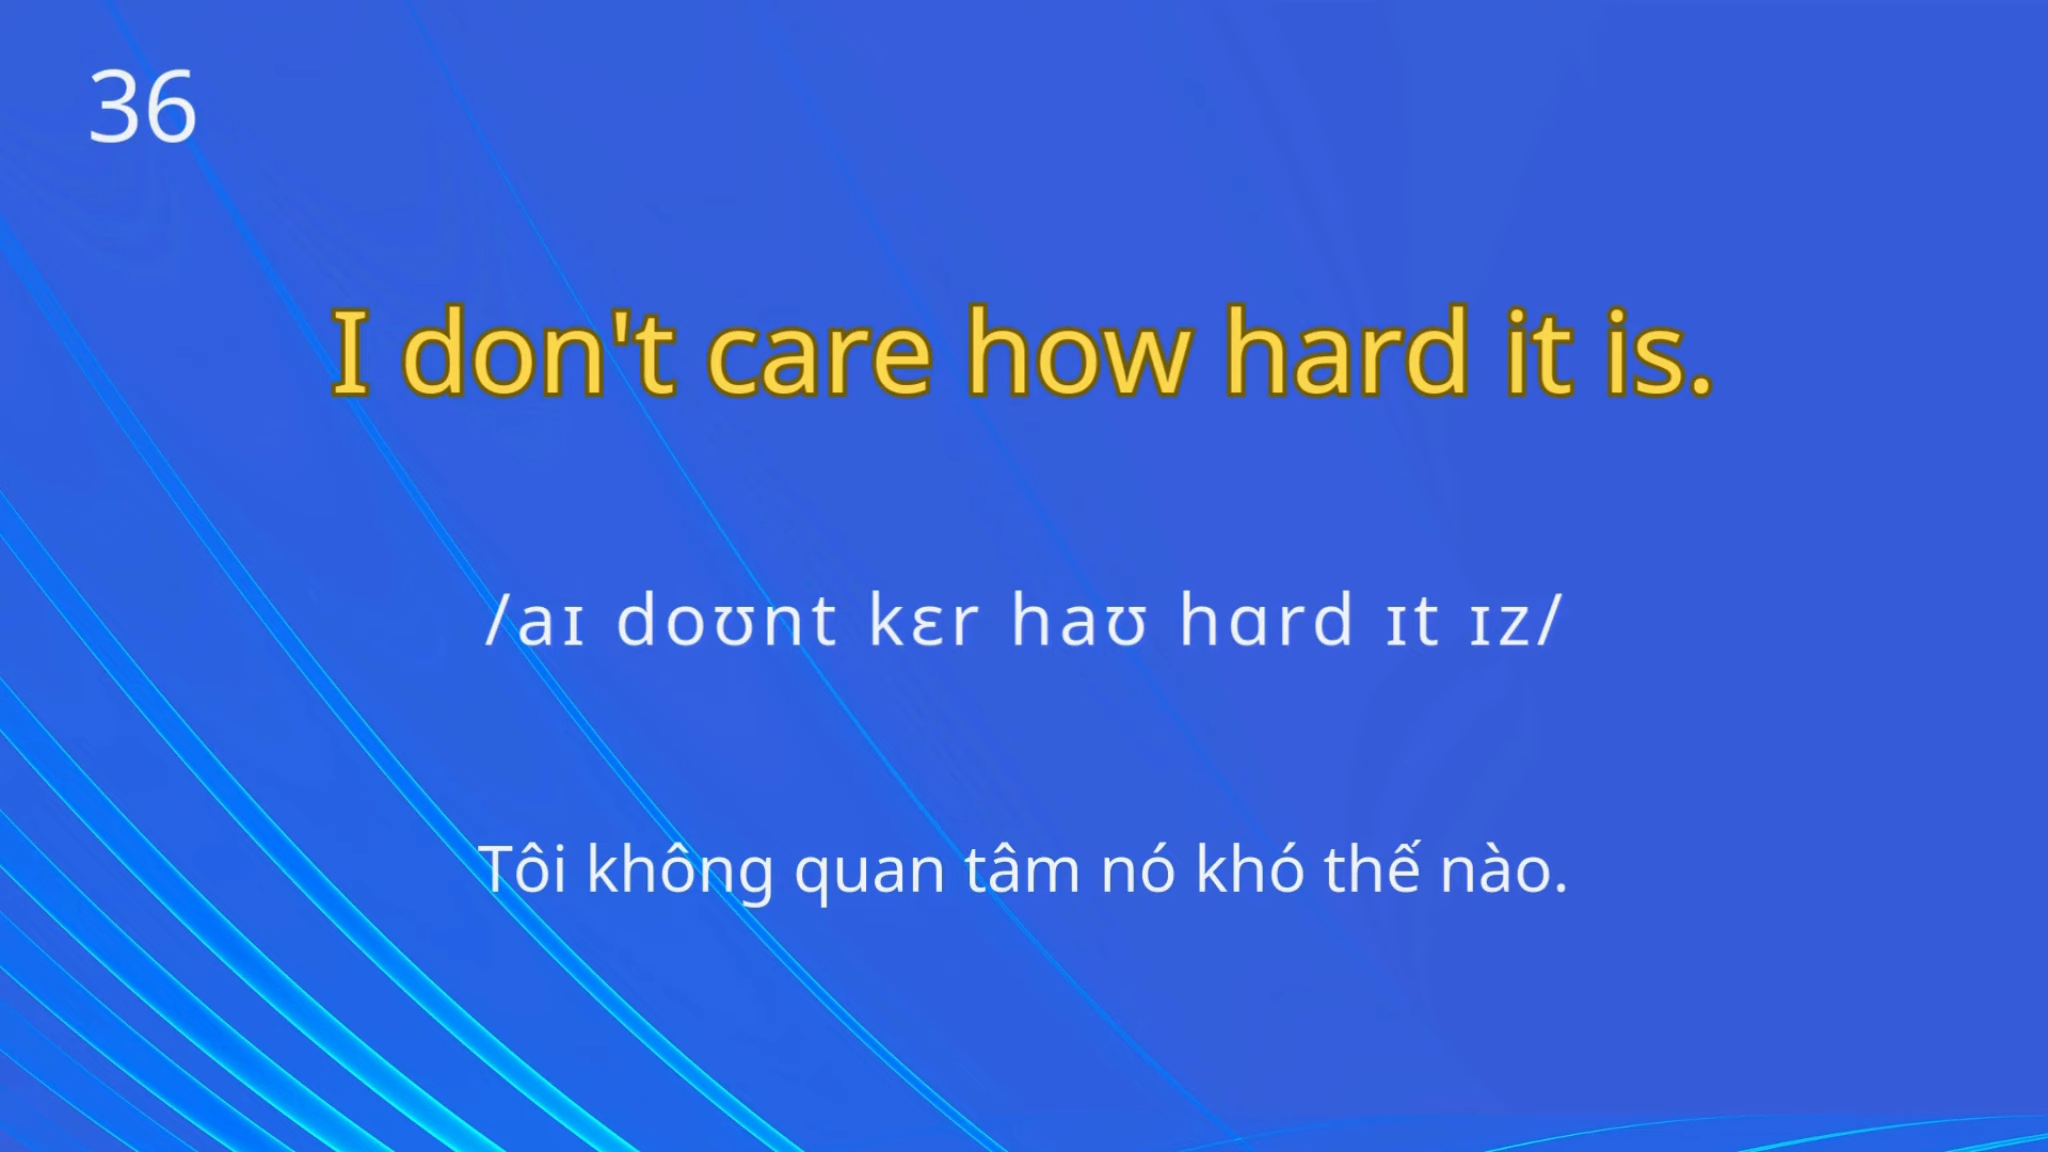 36
I don't care how hard it is.
/aɪ doʊnt kɛr haʊ hɑrd ɪt ɪz/
Tôi không quan tâm nó khó thế nào.